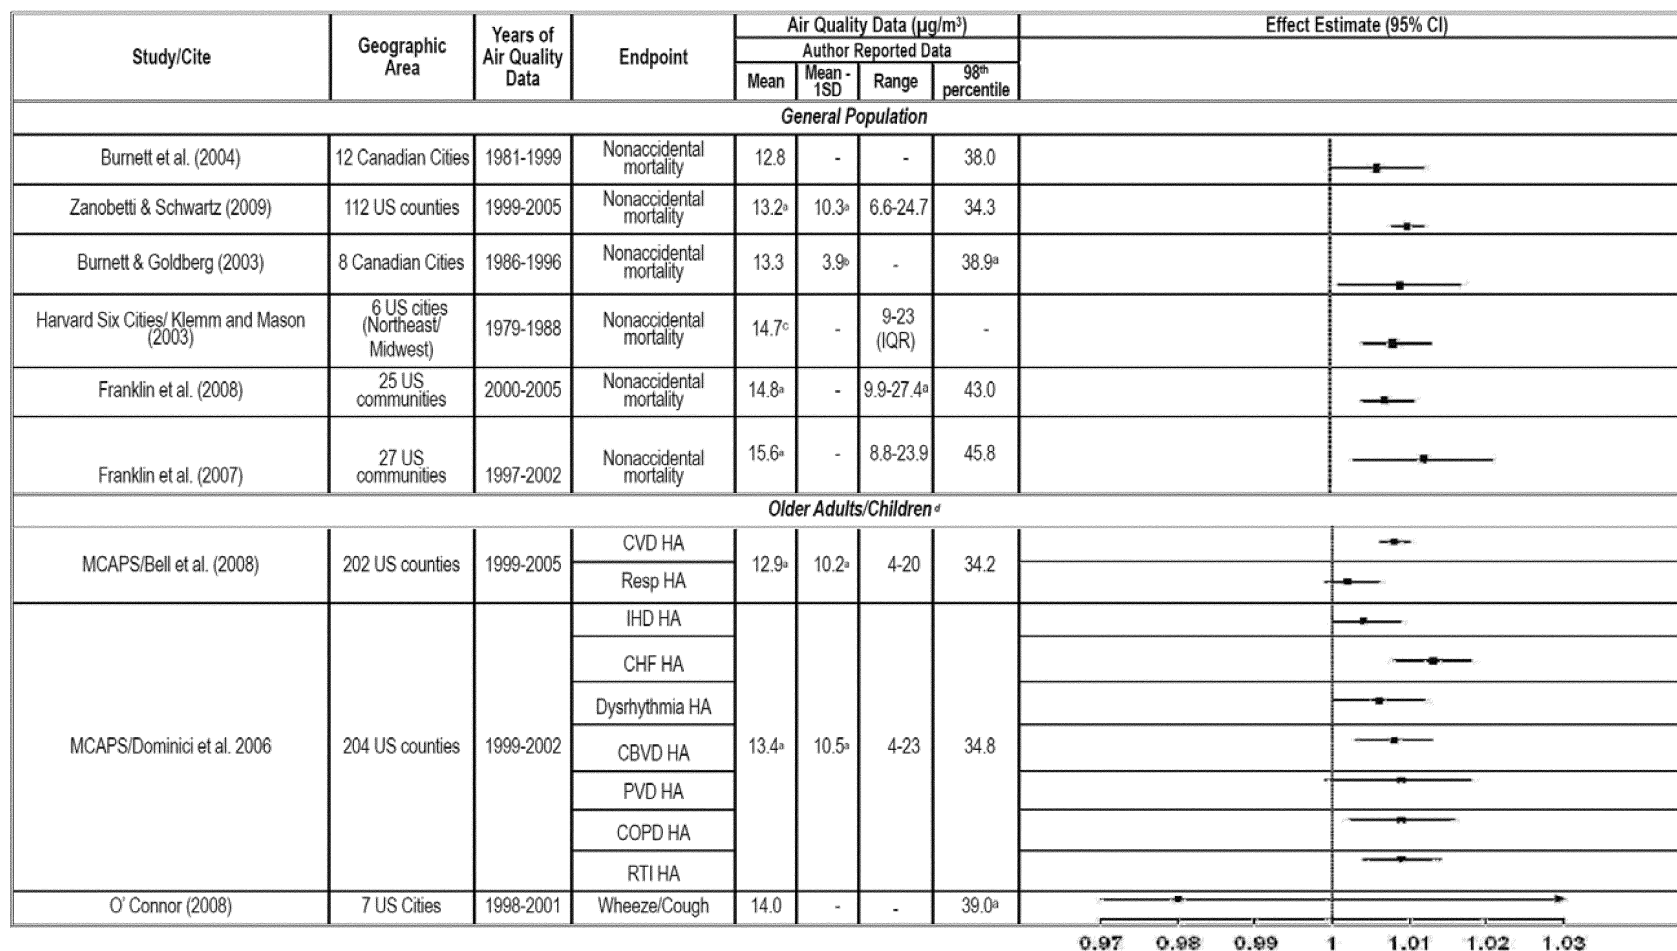 Study/Cite
Geographic
Area
Years of
Air Quality
Data
Endpoint
Air Quality Data (µg/m³)
Author Reported Data
Mean
Mean -
1SD
Range
98th
percentile
Effect Estimate (95% CI)
General Population
Burnett et al. (2004) 12 Canadian Cities 1981-1999 Nonaccidental
mortality
12.8 - - 38.0
Zanobetti & Schwartz (2009) 112 US counties 1999-2005 Nonaccidental
mortality
13.2a 10.3a 6.6-24.7 34.3
Burnett & Goldberg (2003) 8 Canadian Cities 1986-1996 Nonaccidental
mortality
13.3 3.9b - 38.9a
Harvard Six Cities/ Klemm and Mason
(2003)
6 US cities
(Northeast/
Midwest)
1979-1988 Nonaccidental
mortality
14.7c - 9-23
(IQR)
-
Franklin et al. (2008) 25 US
communities
2000-2005 Nonaccidental
mortality
14.8a - 9.9-27.4a 43.0
Franklin et al. (2007) 27 US
communities
1997-2002 Nonaccidental
mortality
15.6a - 8.8-23.9 45.8
Older Adults/Children d
MCAPS/Bell et al. (2008) 202 US counties 1999-2005 CVD HA
Resp HA
12.9a 10.2a 4-20 34.2
MCAPS/Dominici et al. 2006 204 US counties 1999-2002 IHD HA
CHF HA
Dysrhythmia HA
CBVD HA
PVD HA
COPD HA
RTI HA
13.4a 10.5a 4-23 34.8
O' Connor (2008) 7 US Cities 1998-2001 Wheeze/Cough 14.0 - - 39.0a
0.97 0.98 0.99 1 1.01 1.02 1.03